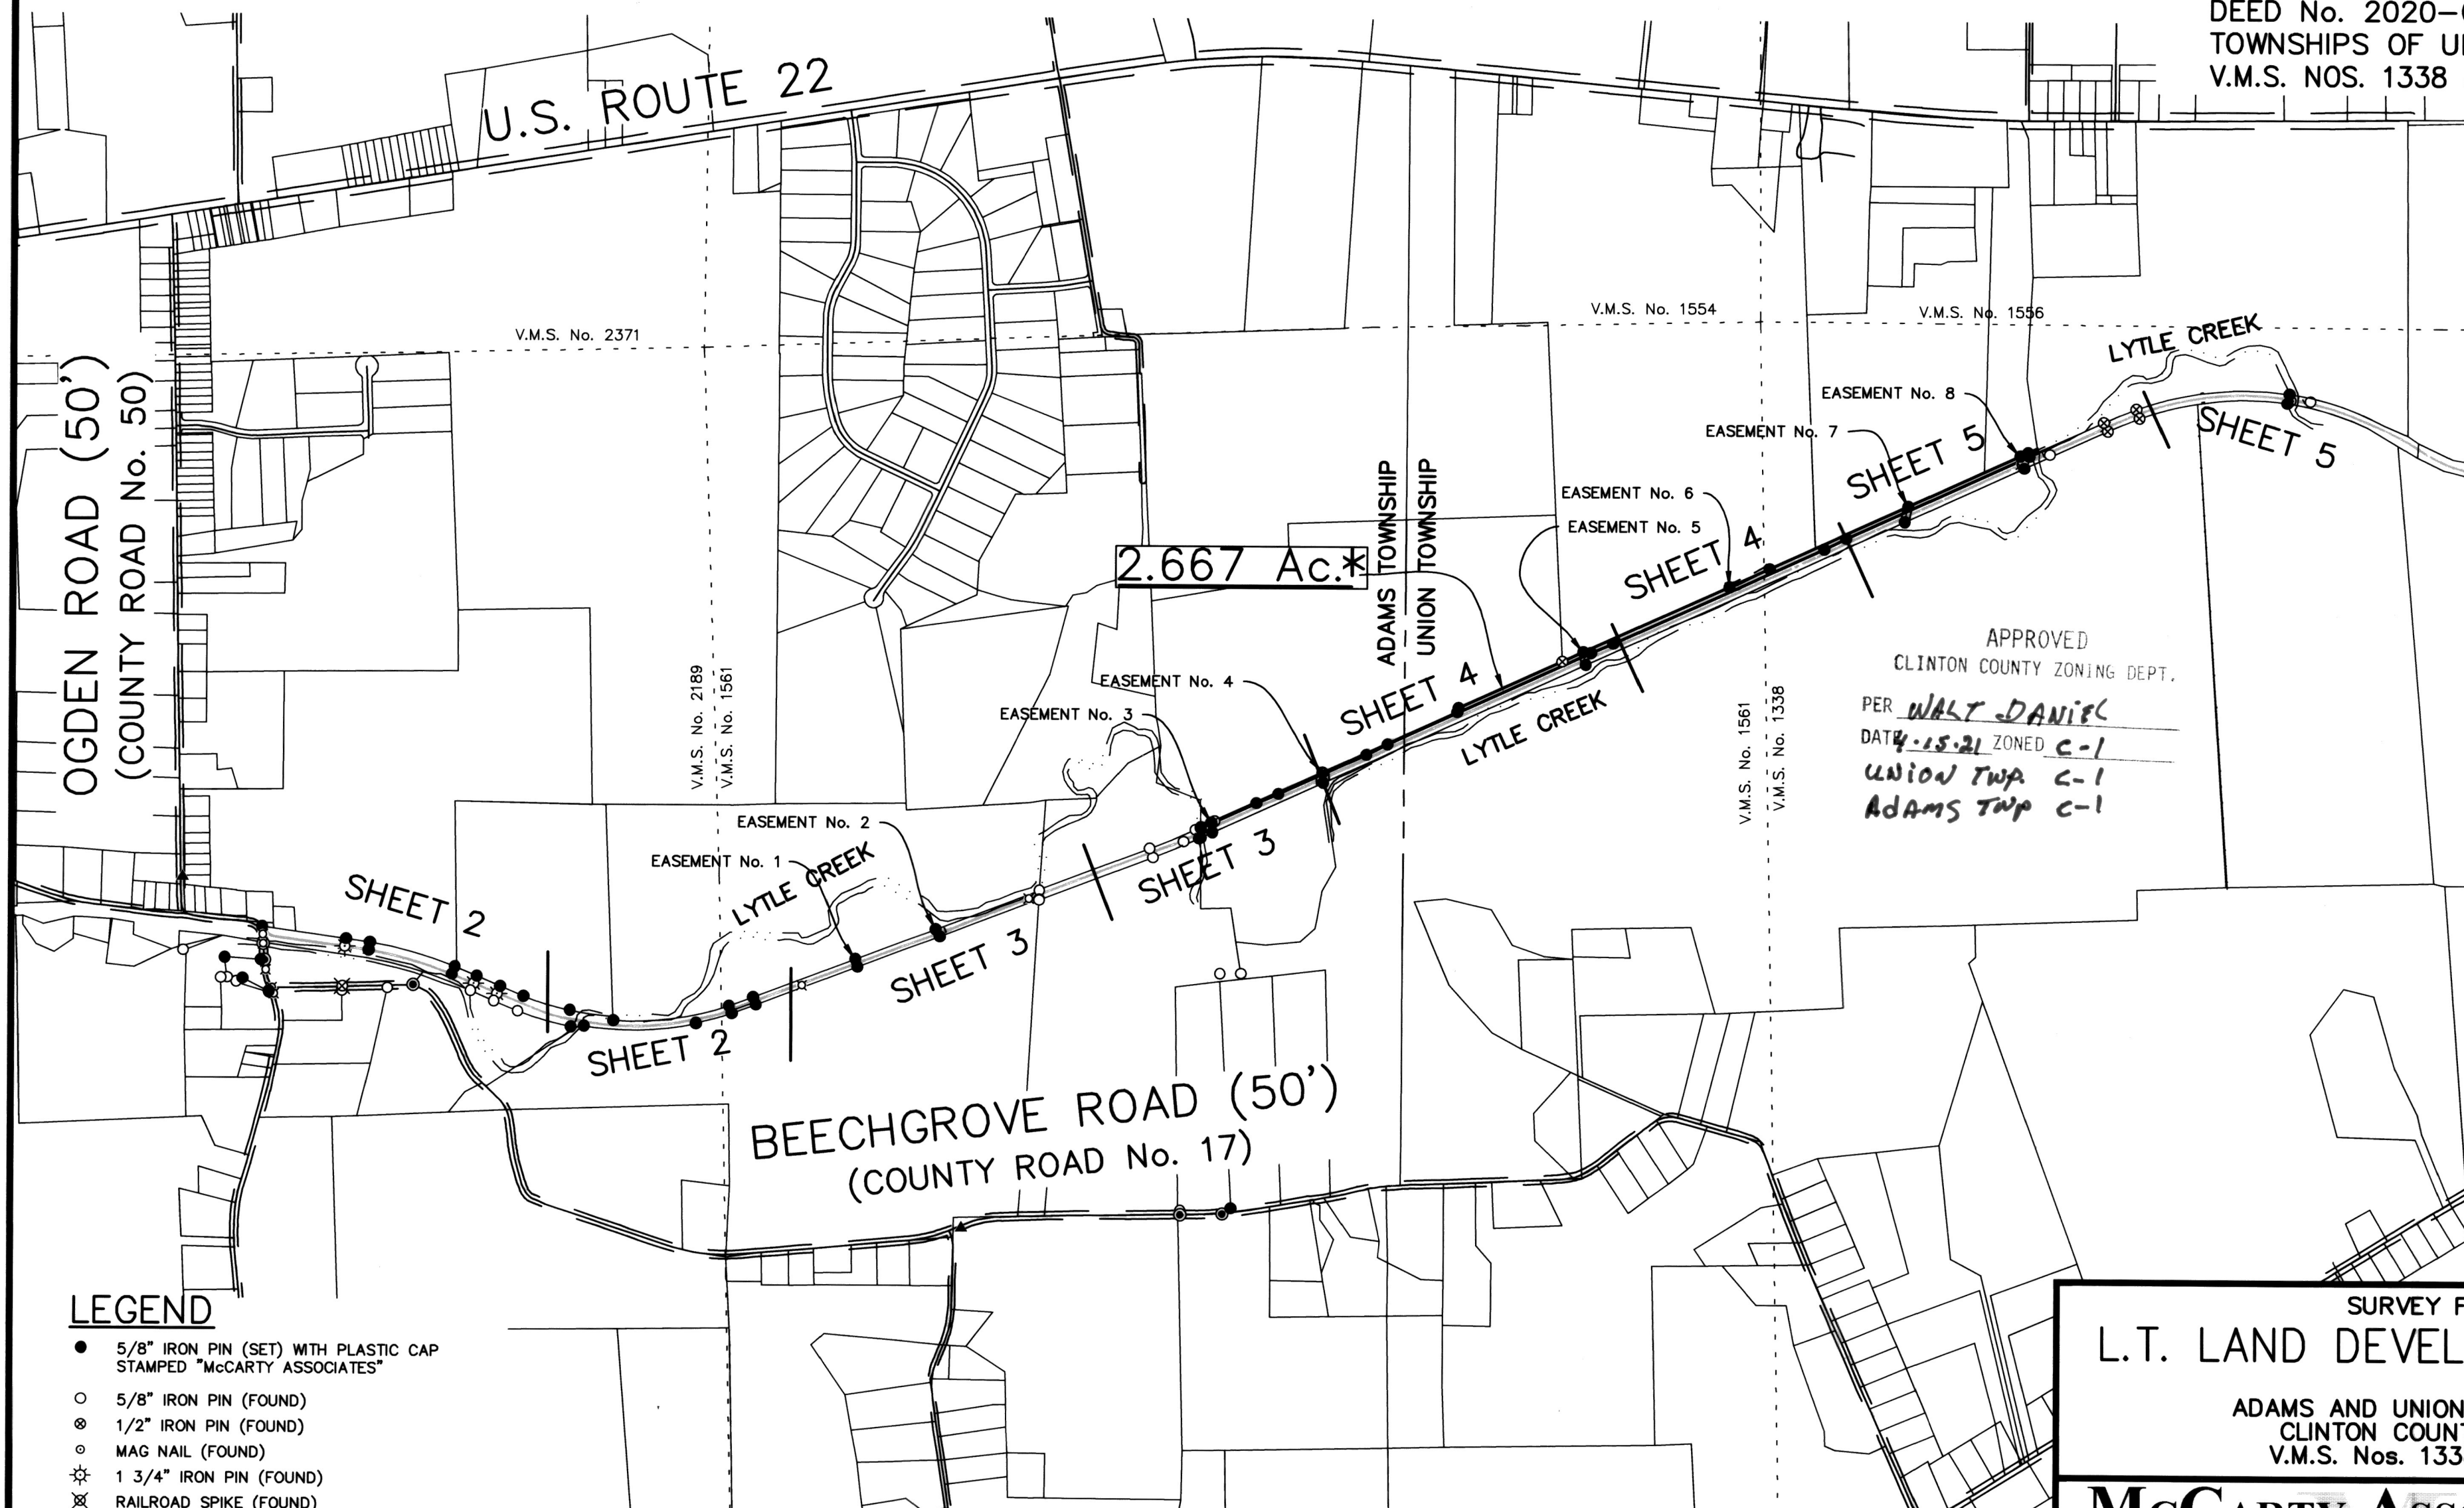 DEED No. 2020-
TOWNSHIPS OF U
V.M.S. NOS. 1338
U.S. ROUTE 22
V.M.S. No. 2371
V.M.S. No. 1554
V.M.S. No. 1556
LYTLE CREEK
OGDEN ROAD (50')
(COUNTY ROAD No. 50)
EASEMENT No. 8
EASEMENT No. 7
SHEET 5
SHEET 5
ADAMS TOWNSHIP
UNION TOWNSHIP
EASEMENT No. 6
EASEMENT No. 5
2.667 Ac.*
SHEET 4
APPROVED
CLINTON COUNTY ZONING DEPT.
PER WALT DANIEL
DATE 4.15.21 ZONED C-1
UNION TWP. C-1
ADAMS TWP C-1
V.M.S. No. 2189
V.M.S. No. 1561
EASEMENT No. 4
SHEET 4
LYTLE CREEK
EASEMENT No. 3
V.M.S. No. 1561
V.M.S. No. 1338
EASEMENT No. 2
EASEMENT No. 1
LYTLE CREEK
SHEET 3
SHEET 2
SHEET 3
SHEET 2
BEECHGROVE ROAD (50')
(COUNTY ROAD No. 17)
LEGEND
5/8" IRON PIN (SET) WITH PLASTIC CAP
STAMPED "McCARTY ASSOCIATES"
5/8" IRON PIN (FOUND)
1/2" IRON PIN (FOUND)
MAG NAIL (FOUND)
1 3/4" IRON PIN (FOUND)
RAILROAD SPIKE (FOUND)
SURVEY F
L.T. LAND DEVEL
ADAMS AND UNION
CLINTON COUNT
V.M.S. Nos. 133
McCARTY ASS